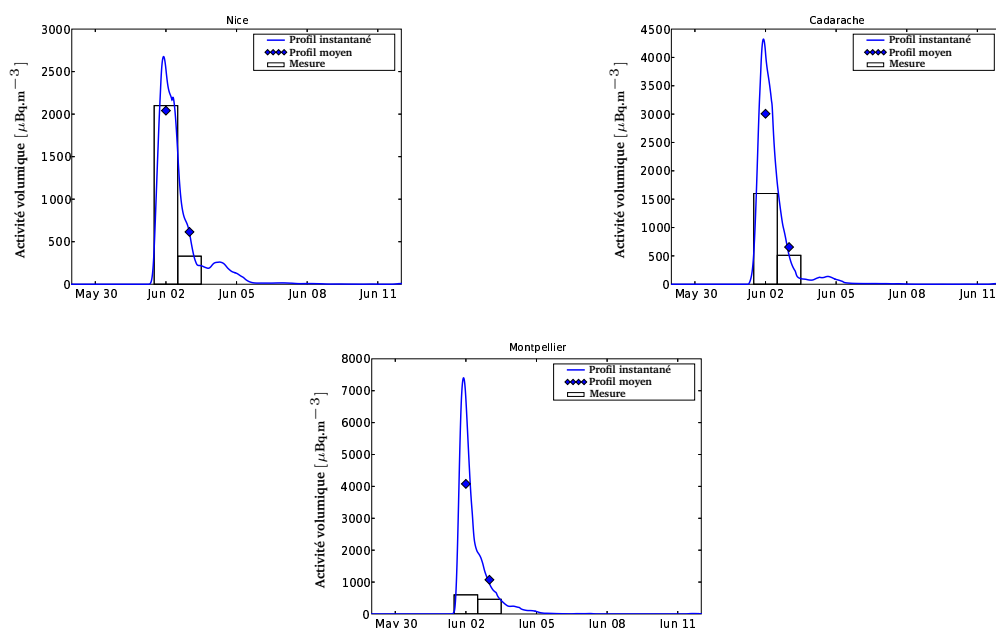 Nice
Activité volumique [ μBq.m−3]
3000
2500
2000
1500
1000
500
0
May 30 Jun 02 Jun 05 Jun 08 Jun 11
Profil instantané
Profil moyen
Mesure
Cadarache
Activité volumique [ μBq.m−3]
4500
4000
3500
3000
2500
2000
1500
1000
500
0
May 30 Jun 02 Jun 05 Jun 08 Jun 11
Profil instantané
Profil moyen
Mesure
Montpellier
Activité volumique [ μBq.m−3]
8000
7000
6000
5000
4000
3000
2000
1000
0
May 30 Jun 02 Jun 05 Jun 08 Jun 11
Profil instantané
Profil moyen
Mesure